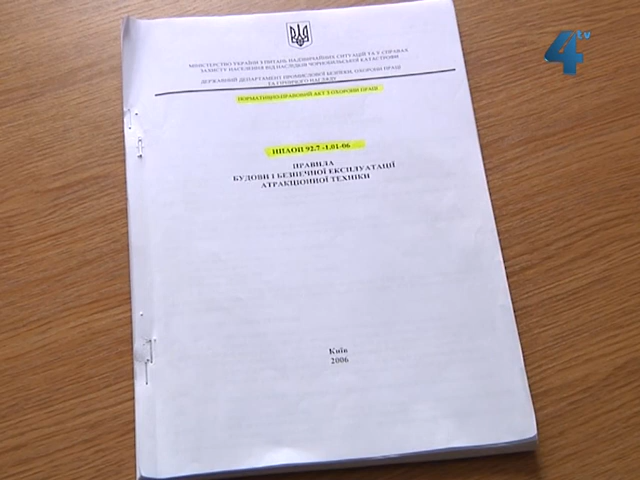 4 tv
МІНІСТЕРСТВО УКРАЇНИ З ПИТАНЬ НАДЗВИЧАЙНИХ СИТУАЦІЙ ТА У СПРАВАХ
ЗАХИСТУ НАСЕЛЕННЯ ВІД НАСЛІДКІВ ЧОРНОБИЛЬСЬКОЇ КАТАСТРОФИ
ДЕРЖАВНИЙ ДЕПАРТАМЕНТ ПРОМИСЛОВОЇ БЕЗПЕКИ, ОХОРОНИ ПРАЦІ
ТА ГІРНИЧОГО НАГЛЯДУ
НОРМАТИВНО-ПРАВОВИЙ АКТ З ОХОРОНИ ПРАЦІ
НПАОП 92.7-1.01-06
ПРАВИЛА
БУДОВИ І БЕЗПЕЧНОЇ ЕКСПЛУАТАЦІЇ
АТРАКЦІОННОЇ ТЕХНІКИ
Київ
2006